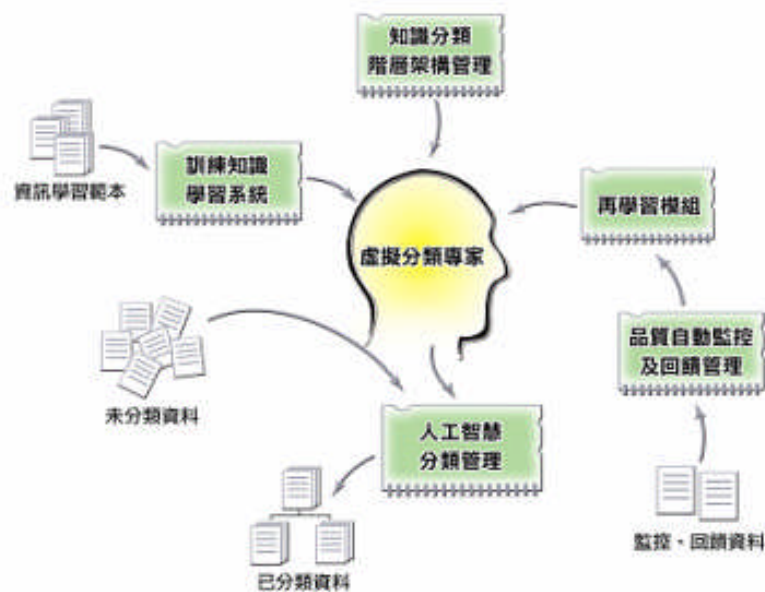 知識分類
階層架構管理
資訊學習範本
訓練知識
學習系統
再學習模組
虛擬分類專家
品質自動監控
及回饋管理
未分類資料
人工智慧
分類管理
監控、回饋資料
已分類資料